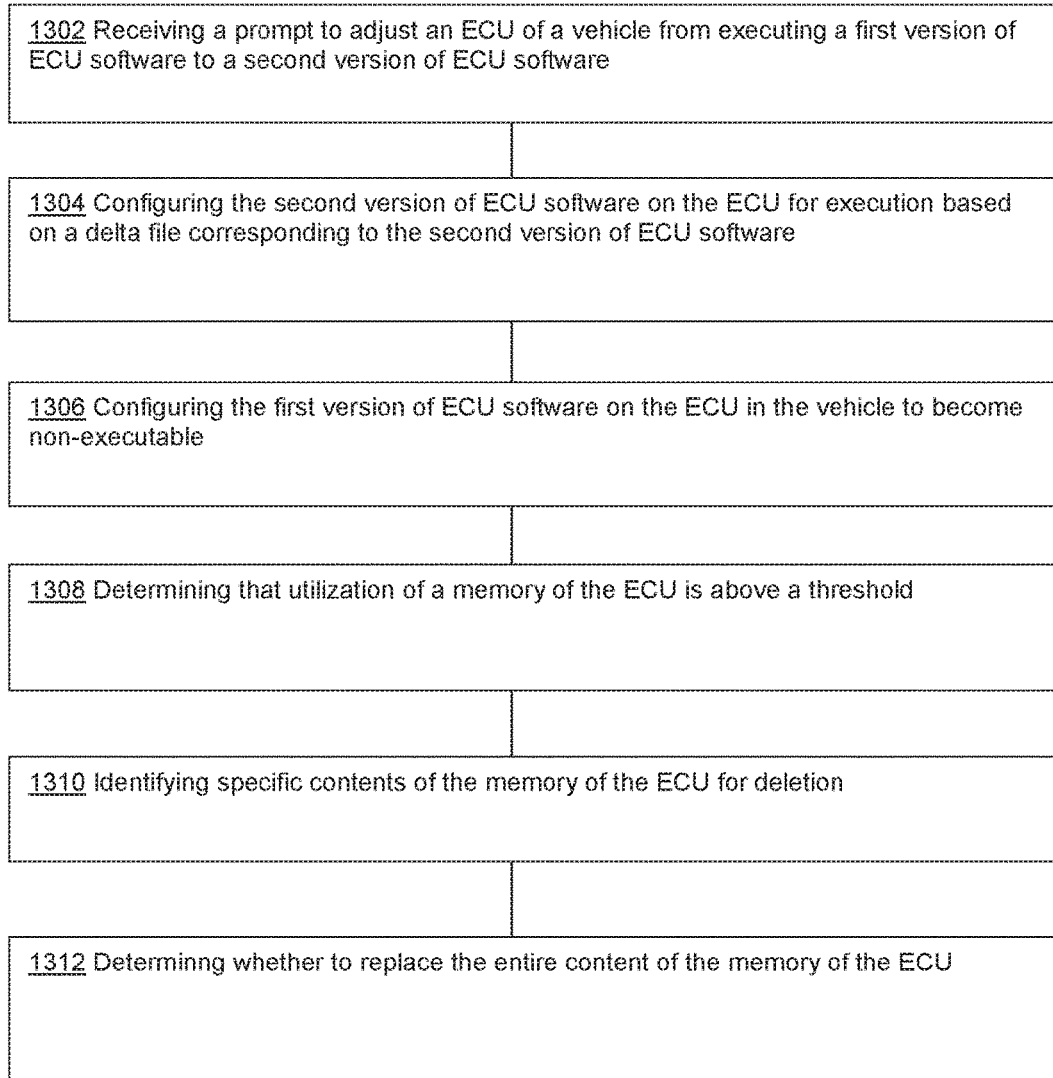 1302 Receiving a prompt to adjust an ECU of a vehicle from executing a first version of
ECU software to a second version of ECU software
1304 Configuring the second version of ECU software on the ECU for execution based
on a delta file corresponding to the second version of ECU software
1306 Configuring the first version of ECU software on the ECU in the vehicle to become
non-executable
1308 Determining that utilization of a memory of the ECU is above a threshold
1310 Identifying specific contents of the memory of the ECU for deletion
1312 Determinng whether to replace the entire content of the memory of the ECU